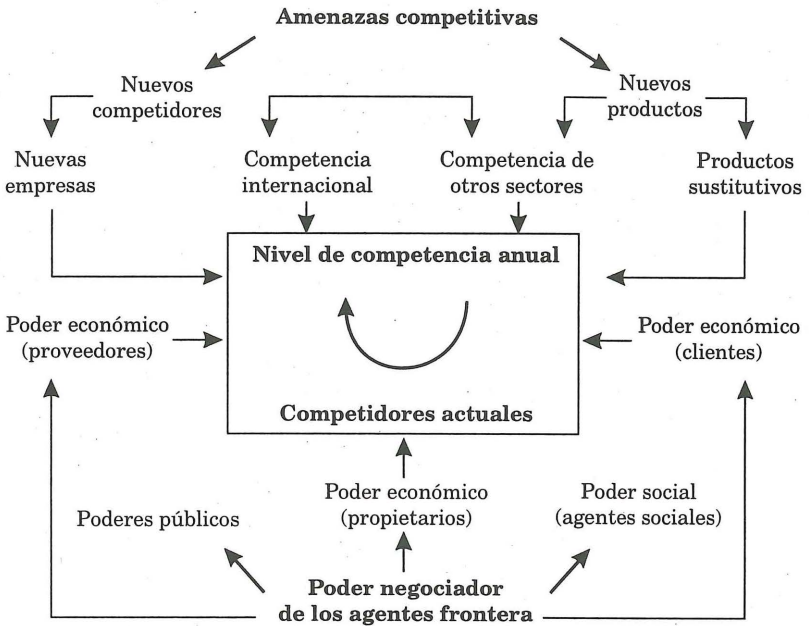 Amenazas competitivas
Nuevos
competidores
Nuevos
productos
Nuevas
empresas
Competencia
internacional
Competencia de
otros sectores
Productos
sustitutivos
Nivel de competencia anual
Poder económico
(proveedores)
Poder económico
(clientes)
Competidores actuales
Poderes públicos
Poder económico
(propietarios)
Poder social
(agentes sociales)
Poder negociador
de los agentes frontera